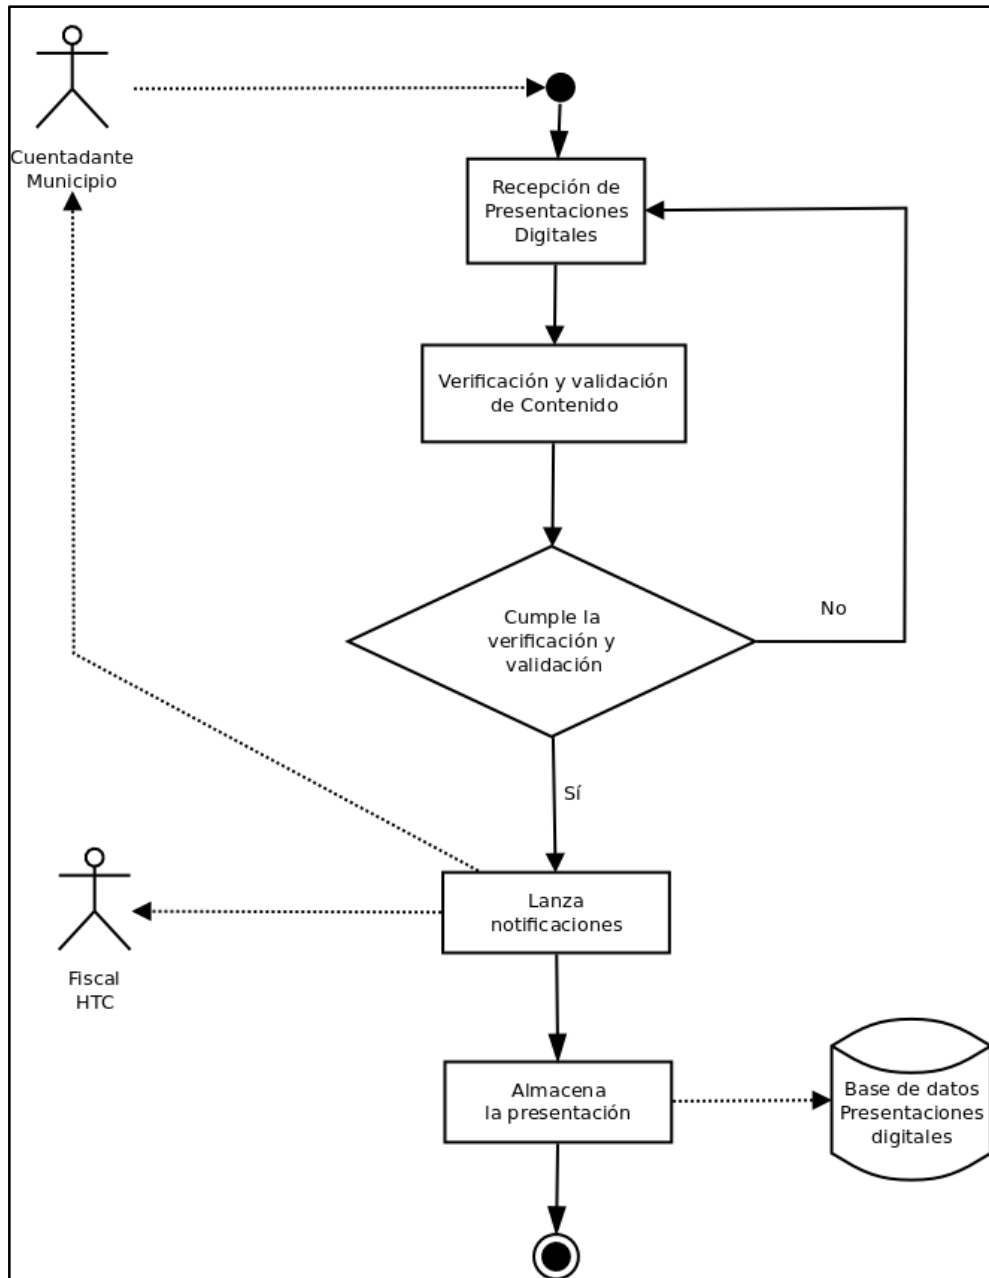 Cuentadante
Municipio
Recepción de
Presentaciones
Digitales
Verificación y validación
de Contenido
Cumple la
verificación y
validación
No
Sí
Lanza
notificaciones
Fiscal
HTC
Almacena
la presentación
Base de datos
Presentaciones
digitales